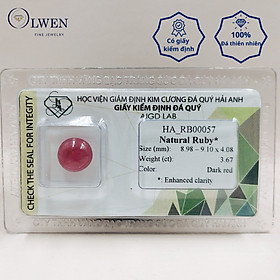 OLWEN
FINE JEWELRY
Có giấy
kiểm định
100%
Đá thiên nhiên
HỌC VIỆN GIÁM ĐỊNH KIM CƯƠNG ĐÁ QUÝ HẢI ANH
GIẤY KIỂM ĐỊNH ĐÁ QUÝ
AIGD LAB
CHECK THE SEAL FOR INTEGRITY
HA_RB00057
Natural Ruby*
Size (mm): 8.98 – 9.10 x 4.08
Weight (ct): 3.67
Color: Dark red
*: Enhanced clarity